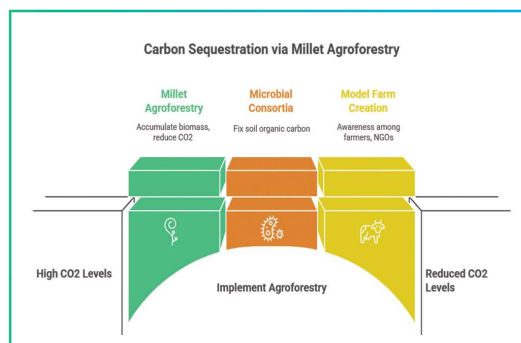 Carbon Sequestration via Millet Agroforestry
Millet
Agroforestry
Accumulate biomass,
reduce CO2
Microbial
Consortia
Fix soil organic carbon
Model Farm
Creation
Awareness among
farmers, NGOs
High CO2 Levels
Implement Agroforestry
Reduced CO2
Levels